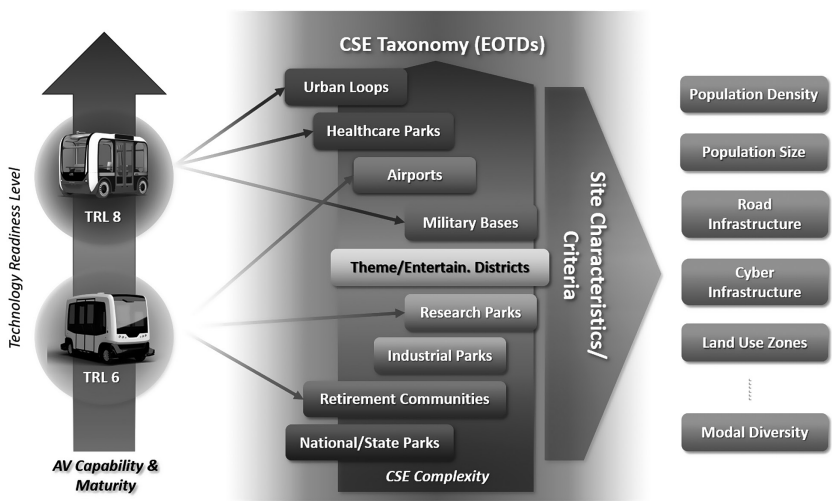 CSE Taxonomy (EOTDs)
Technology Readiness Level
TRL 8
TRL 6
AV Capability &
Maturity
Urban Loops
Healthcare Parks
Airports
Military Bases
Theme/Entertain. Districts
Research Parks
Industrial Parks
Retirement Communities
National/State Parks
CSE Complexity
Site Characteristics/
Criteria
Population Density
Population Size
Road
Infrastructure
Cyber
Infrastructure
Land Use Zones
Modal Diversity